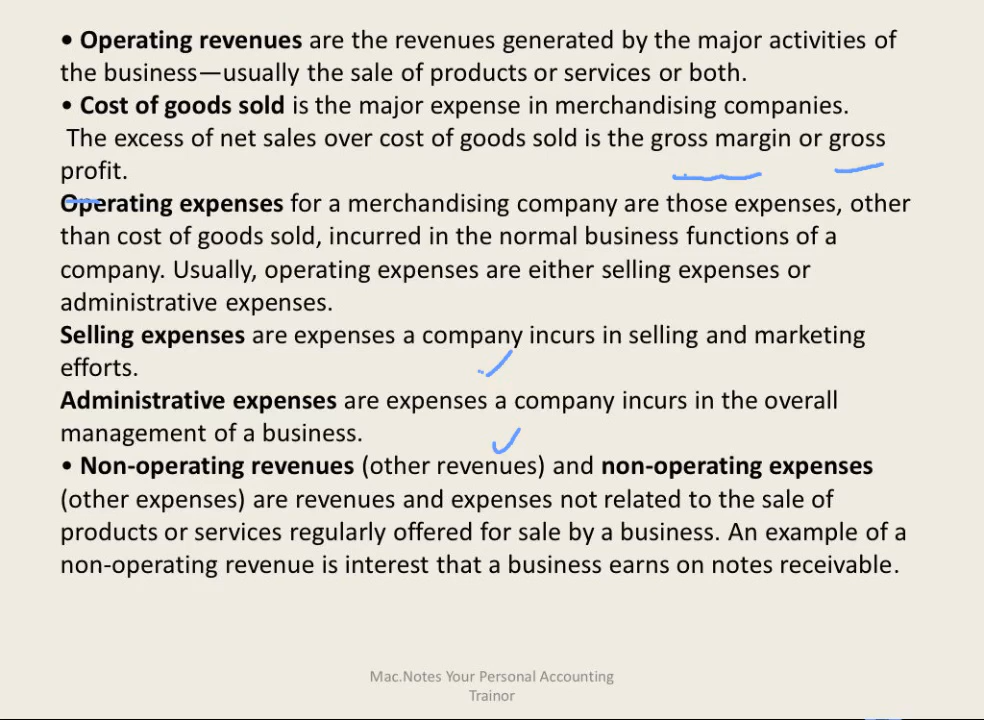 • Operating revenues are the revenues generated by the major activities of
the business—usually the sale of products or services or both.
• Cost of goods sold is the major expense in merchandising companies.
The excess of net sales over cost of goods sold is the gross margin or gross
profit.
Operating expenses for a merchandising company are those expenses, other
than cost of goods sold, incurred in the normal business functions of a
company. Usually, operating expenses are either selling expenses or
administrative expenses.
Selling expenses are expenses a company incurs in selling and marketing
efforts.
Administrative expenses are expenses a company incurs in the overall
management of a business.
• Non-operating revenues (other revenues) and non-operating expenses
(other expenses) are revenues and expenses not related to the sale of
products or services regularly offered for sale by a business. An example of a
non-operating revenue is interest that a business earns on notes receivable.
Mac.Notes Your Personal Accounting
Trainor